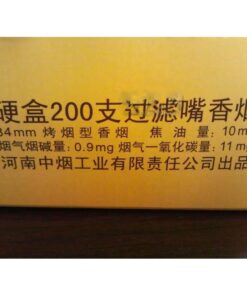 硬盒200支过滤嘴香烟
84mm 烤烟型香烟 焦油量: 10m
烟气烟碱量: 0.9mg 烟气一氧化碳量: 11mg
河南中烟工业有限责任公司出品